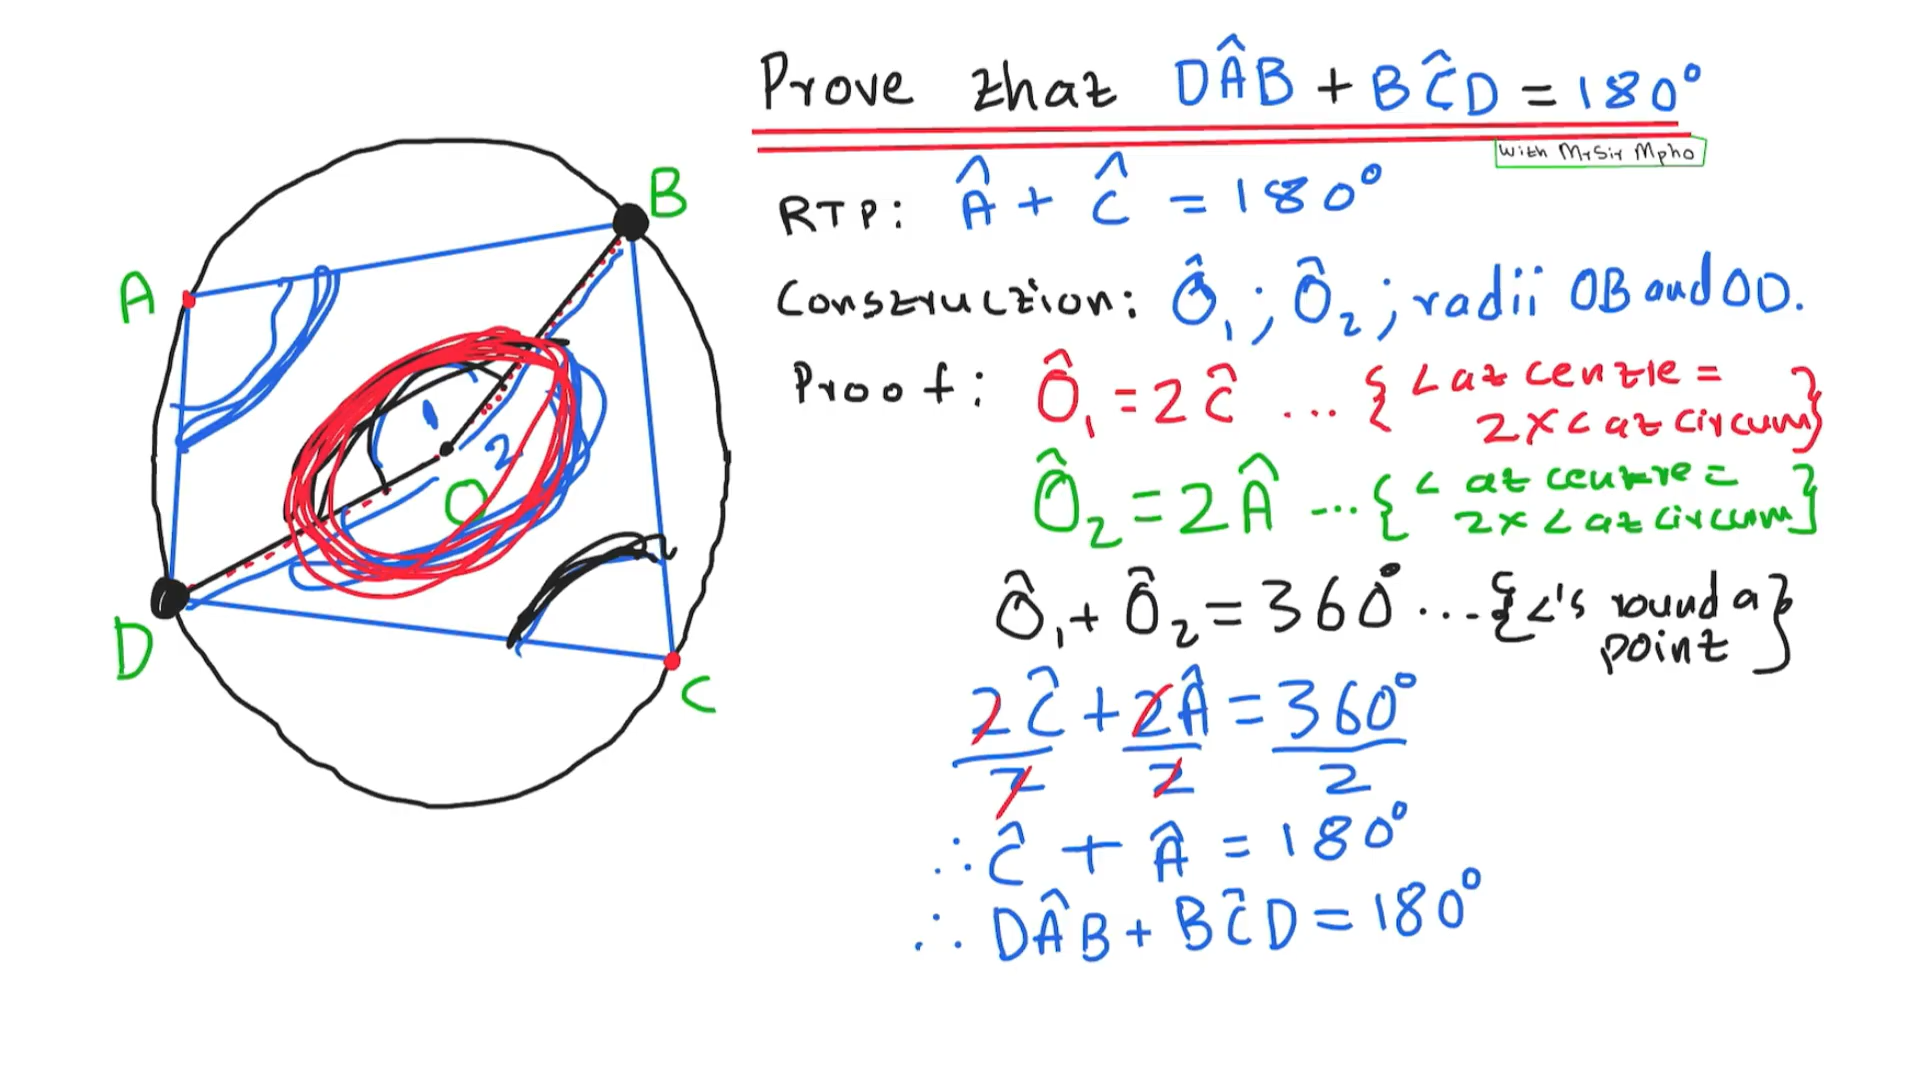 Prove that DÂB + BĈD = 180°
with MrSir Mpho
RTP: Â + Ĉ = 180°
Construction: Ô₁ ; Ô₂ ; radii OB and OD.
Proof: Ô₁ = 2Ĉ ... {< at centre =
2 x < at circum}
Ô₂ = 2Â ... {< at centre =
2 x < at circum}
Ô₁ + Ô₂ = 360° ... {<'s round a
point}
2Ĉ + 2Â = 360°
2 2 2
∴ Ĉ + Â = 180°
∴ DÂB + BĈD = 180°
B
A
1
2
O
D
C